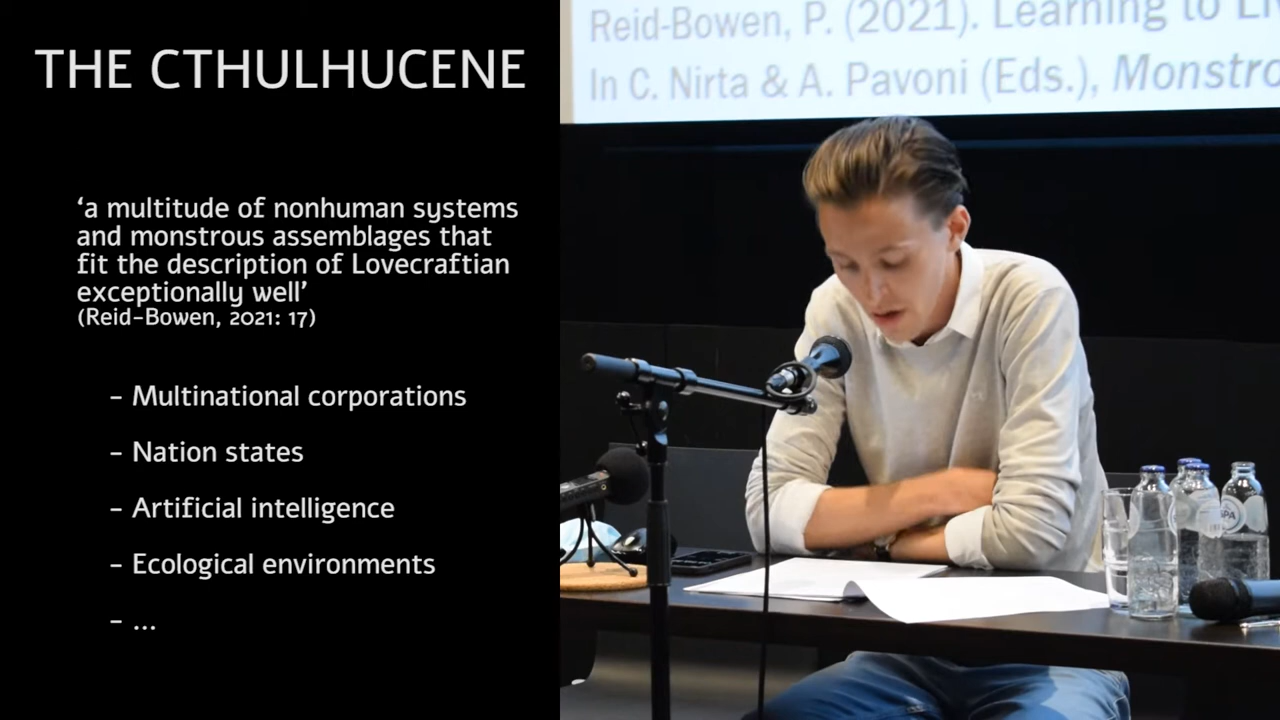 THE CTHULHUCENE
‘a multitude of nonhuman systems
and monstrous assemblages that
fit the description of Lovecraftian
exceptionally well’
(Reid-Bowen, 2021: 17)
- Multinational corporations
- Nation states
- Artificial intelligence
- Ecological environments
- ...
Reid-Bowen, P. (2021). Learning to
In C. Nirta & A. Pavoni (Eds.), Monstro
SPA